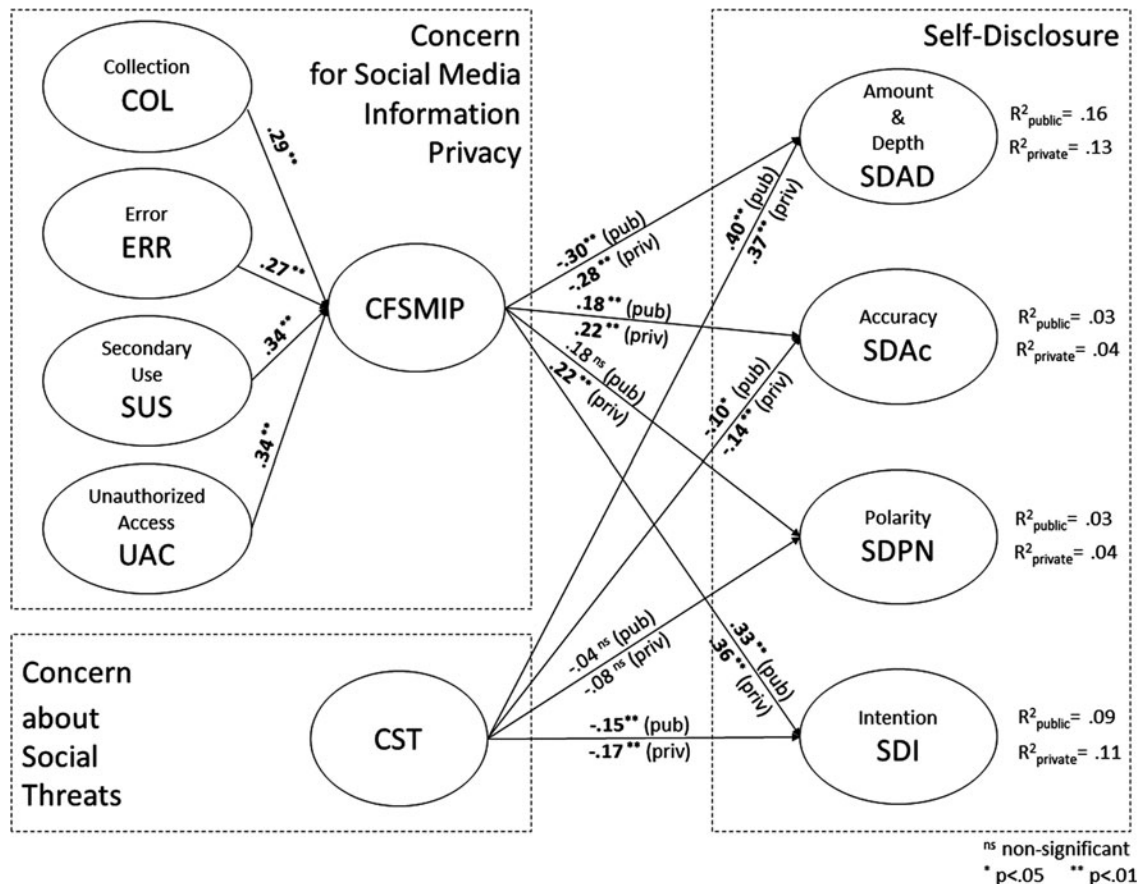 Concern
for Social Media
Information
Privacy
Collection
COL
Error
ERR
Secondary
Use
SUS
Unauthorized
Access
UAC
.29**
.27**
.34**
.34**
CFSMIP
Concern
about
Social
Threats
CST
-.30** (pub)
-.28** (priv)
.18** (pub)
.22** (priv)
.18 ns (pub)
.22** (priv)
.33** (pub)
.36** (priv)
.40** (pub)
.37** (priv)
-.10* (pub)
-.14** (priv)
-.04 ns (pub)
-.08 ns (priv)
-.15** (pub)
-.17** (priv)
Self-Disclosure
Amount
&
Depth
SDAD
R²public= .16
R²private= .13
Accuracy
SDAc
R²public= .03
R²private= .04
Polarity
SDPN
R²public= .03
R²private= .04
Intention
SDI
R²public= .09
R²private= .11
ns non-significant
* p<.05 ** p<.01